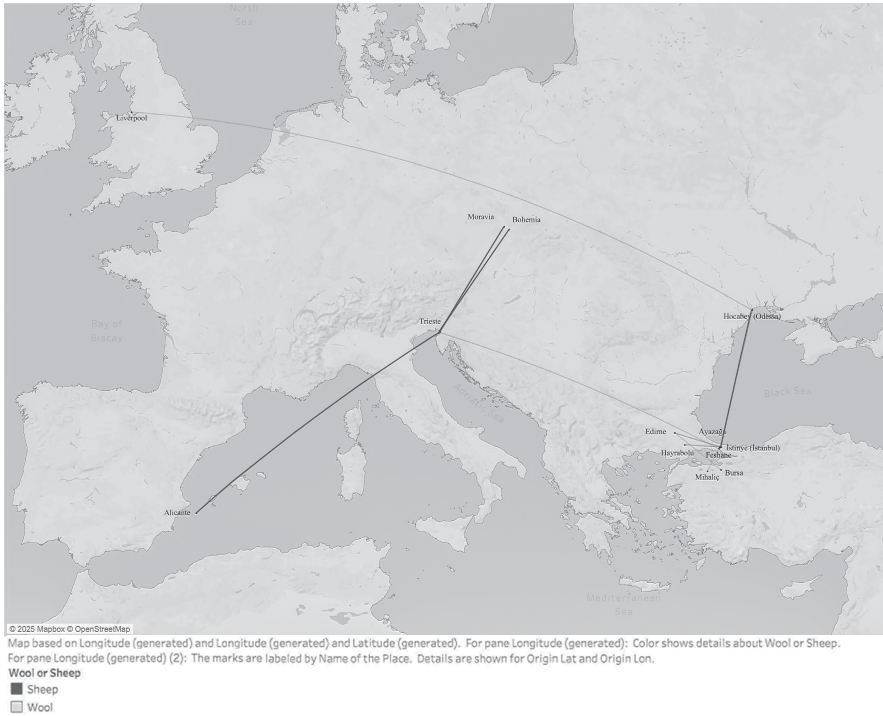 North
Sea
Liverpool
Moravia
Bohemia
Trieste
Hocabey (Odessa)
Bay of
Biscay
Adriatic Sea
Black Sea
Edirne
Ayazağa
İstinye (İstanbul)
Hayrabolu
Feshane
Mihaliç
Bursa
Alicante
Mediterranean
Sea
© 2025 Mapbox © OpenStreetMap
Map based on Longitude (generated) and Longitude (generated) and Latitude (generated). For pane Longitude (generated): Color shows details about Wool or Sheep.
For pane Longitude (generated) (2): The marks are labeled by Name of the Place. Details are shown for Origin Lat and Origin Lon.
Wool or Sheep
Sheep
Wool